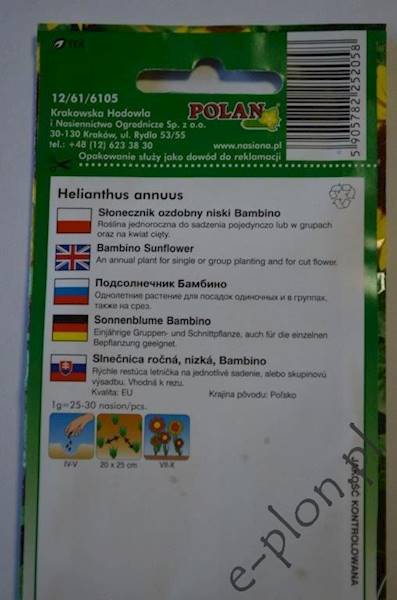 TEK
12/61/6105
Krakowska Hodowla
i Nasiennictwo Ogrodnicze Sp. z o.o.
30-130 Kraków, ul. Rydla 53/55
tel.: +48 (12) 623 38 30
POLAN
www.nasiona.pl
Opakowanie służy jako dowód do reklamacji
5 905782 252058
Helianthus annuus
Słonecznik ozdobny niski Bambino
Roślina jednoroczna do sadzenia pojedynczo lub w grupach
oraz na kwiat cięty.
Bambino Sunflower
An annual plant for single or group planting and for cut flower.
Подсолнечник Бамбино
Однолетние растение для посадок одиночных и в группах,
также на срез.
Sonnenblume Bambino
Einjährige Gruppen- und Schnittpflanze, auch für die einzelnen
Bepflanzung geeignet.
Slnečnica ročná, nízká, Bambino
Rýchle restúca letnička na jednotlivé sadenie, alebo skupinovú
výsadbu. Vhodná k rezu.
Kvalita: EU Krajina pôvodu: Poľsko
1g=25-30 nasion/pcs.
IV-V 20 x 25 cm VII-X
JAKOŚĆ KONTROLOWANA
e-plon.pl